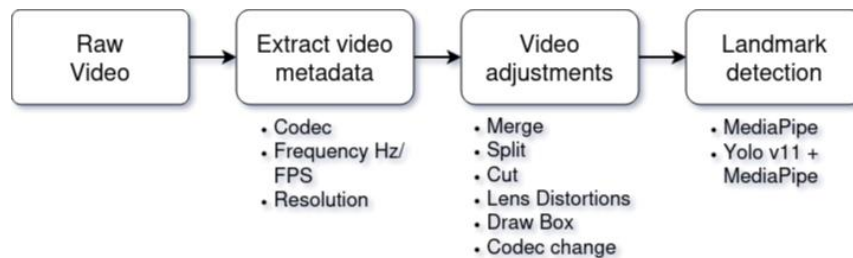 Raw
Video
Extract video
metadata
Video
adjustments
Landmark
detection
• Codec
• Frequency Hz/
FPS
• Resolution
• Merge
• Split
• Cut
• Lens Distortions
• Draw Box
• Codec change
• MediaPipe
• Yolo v11 +
MediaPipe